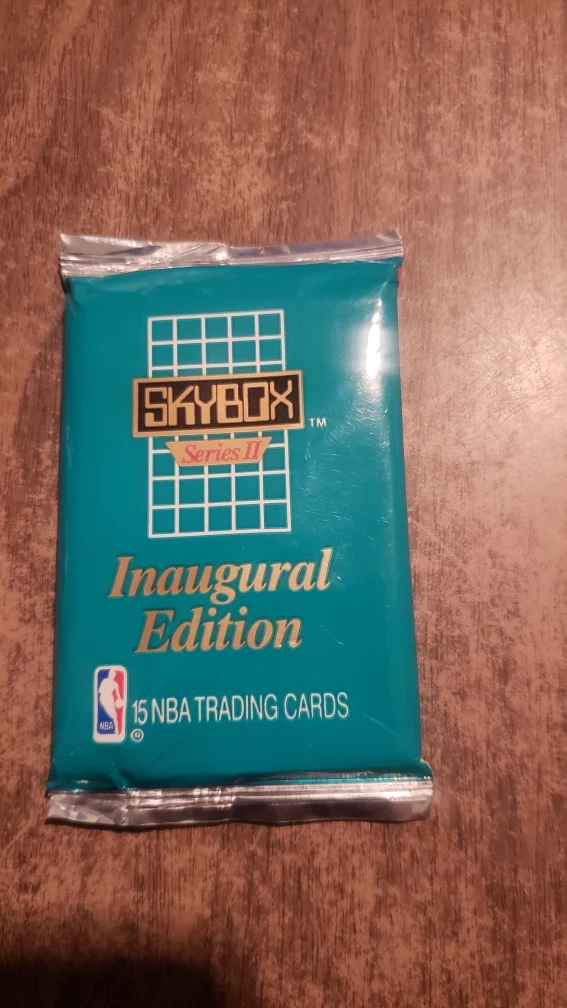 SKYBOX
TM
Series II
Inaugural
Edition
15 NBA TRADING CARDS
NBA
®